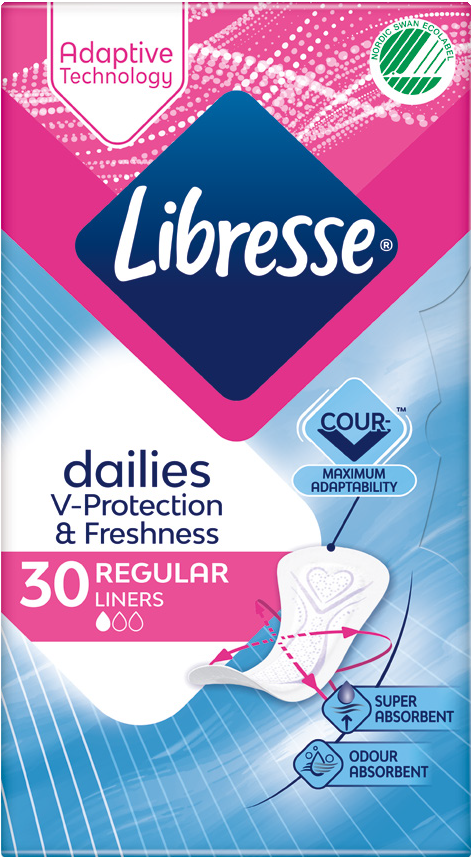 Adaptive
Technology
NORDIC SWAN ECOLABEL
Libresse®
COUR-V™
MAXIMUM
ADAPTABILITY
dailies
V-Protection
& Freshness
30 REGULAR
LINERS
SUPER
ABSORBENT
ODOUR
ABSORBENT